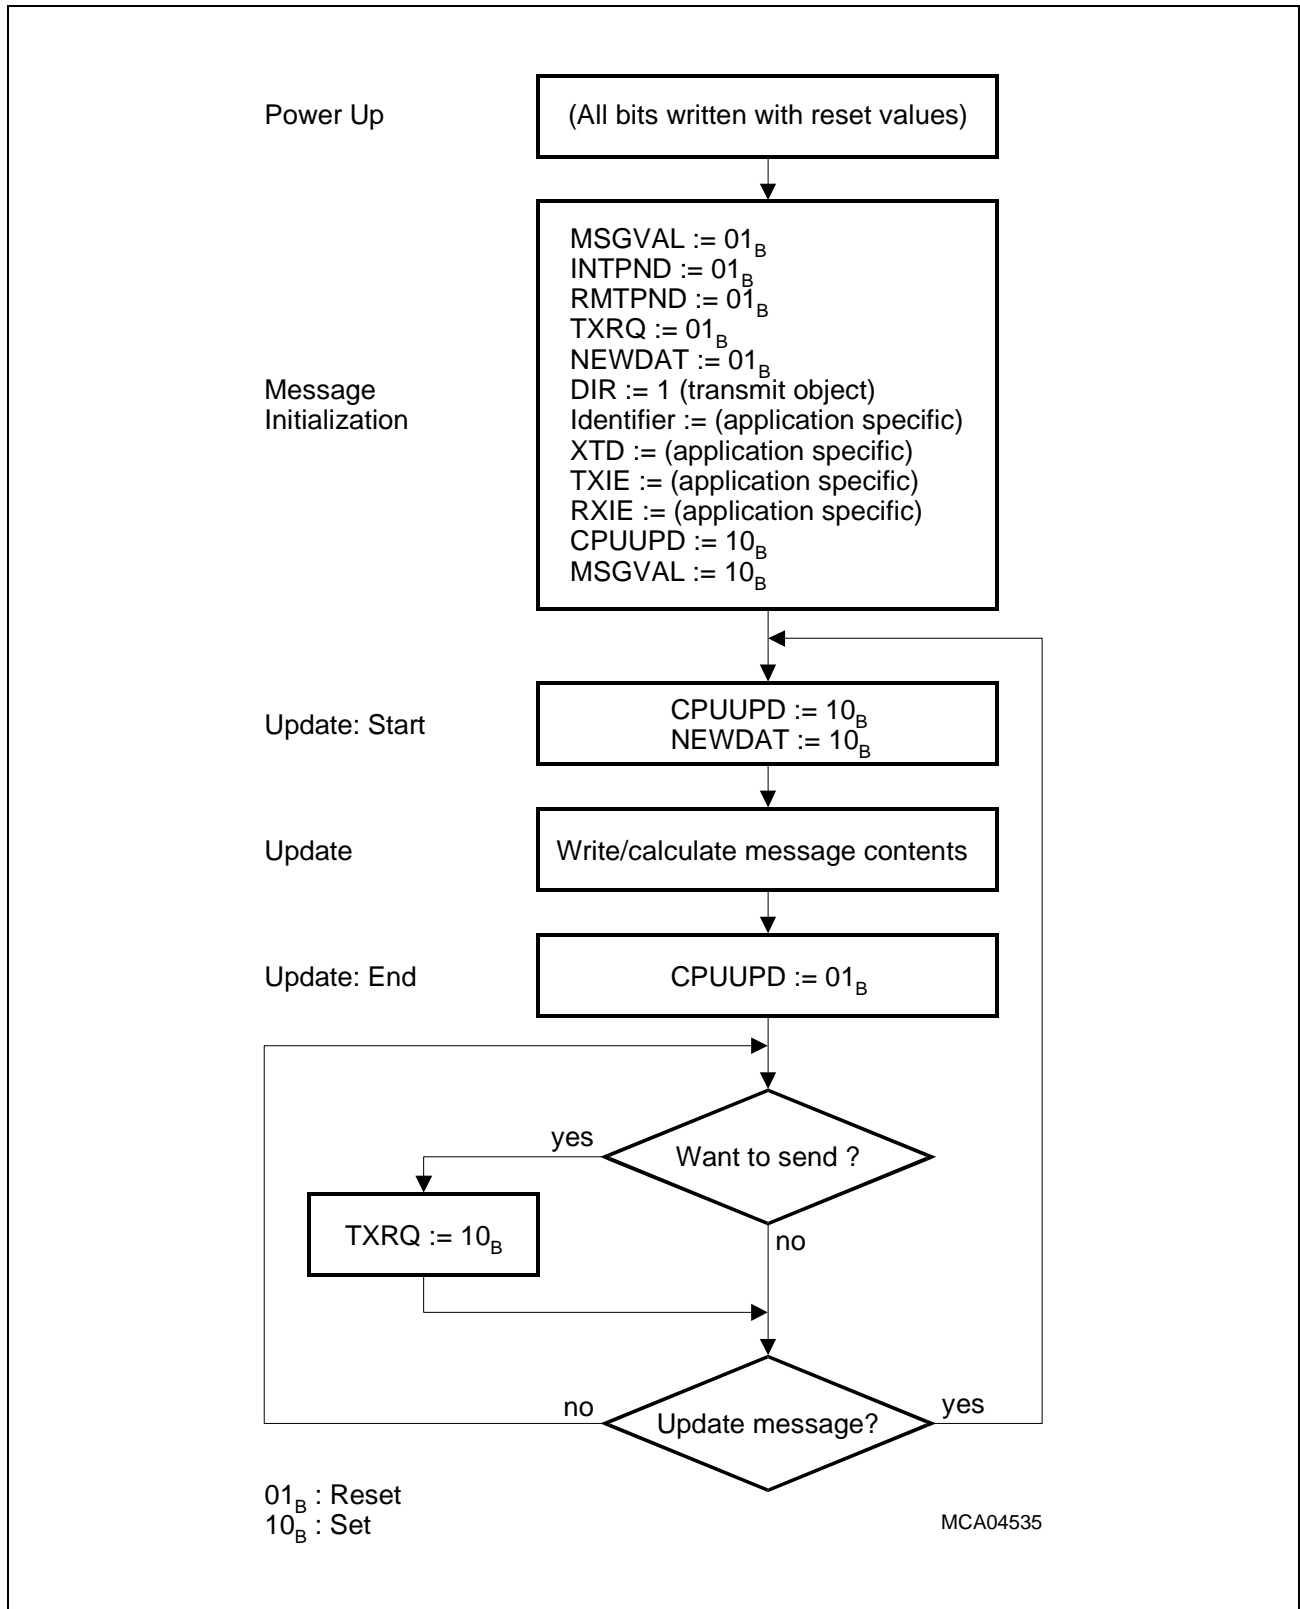 Power Up
(All bits written with reset values)
Message
Initialization
MSGVAL := 01B
INTPND := 01B
RMTPND := 01B
TXRQ := 01B
NEWDAT := 01B
DIR := 1 (transmit object)
Identifier := (application specific)
XTD := (application specific)
TXIE := (application specific)
RXIE := (application specific)
CPUUPD := 10B
MSGVAL := 10B
Update: Start
CPUUPD := 10B
NEWDAT := 10B
Update
Write/calculate message contents
Update: End
CPUUPD := 01B
yes
Want to send ?
TXRQ := 10B
no
no
Update message?
yes
01B : Reset
10B : Set
MCA04535